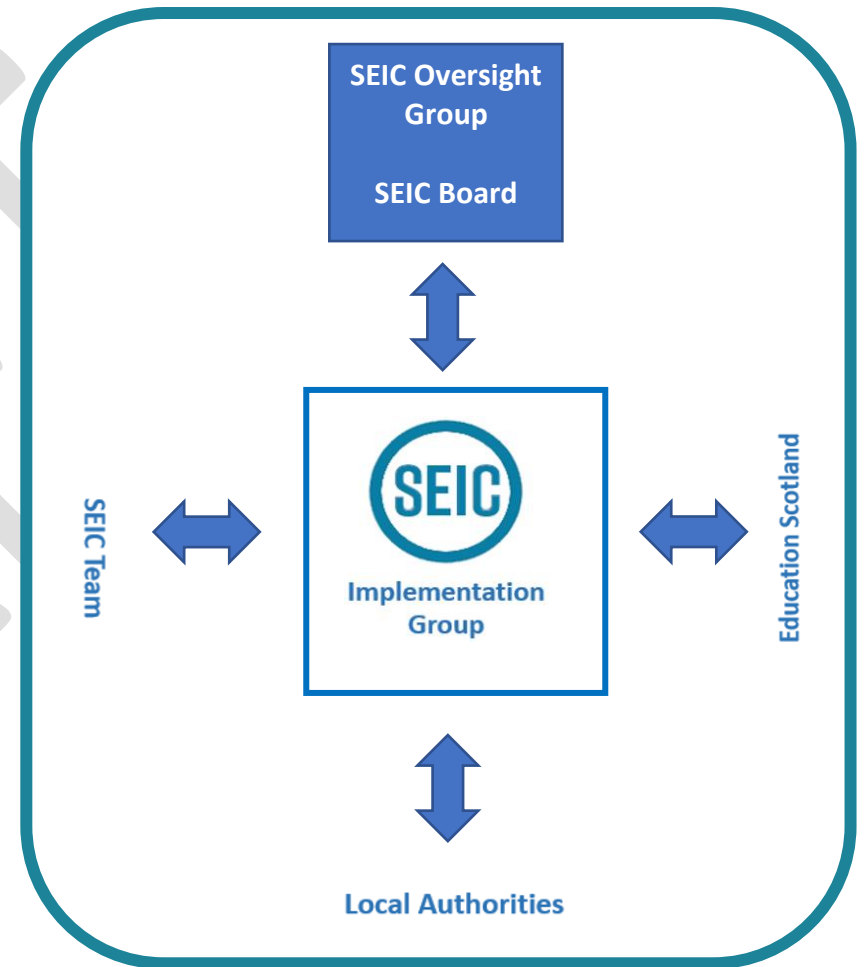 SEIC Oversight
Group
SEIC Board
SEIC Team
SEIC
Implementation
Group
Education Scotland
Local Authorities